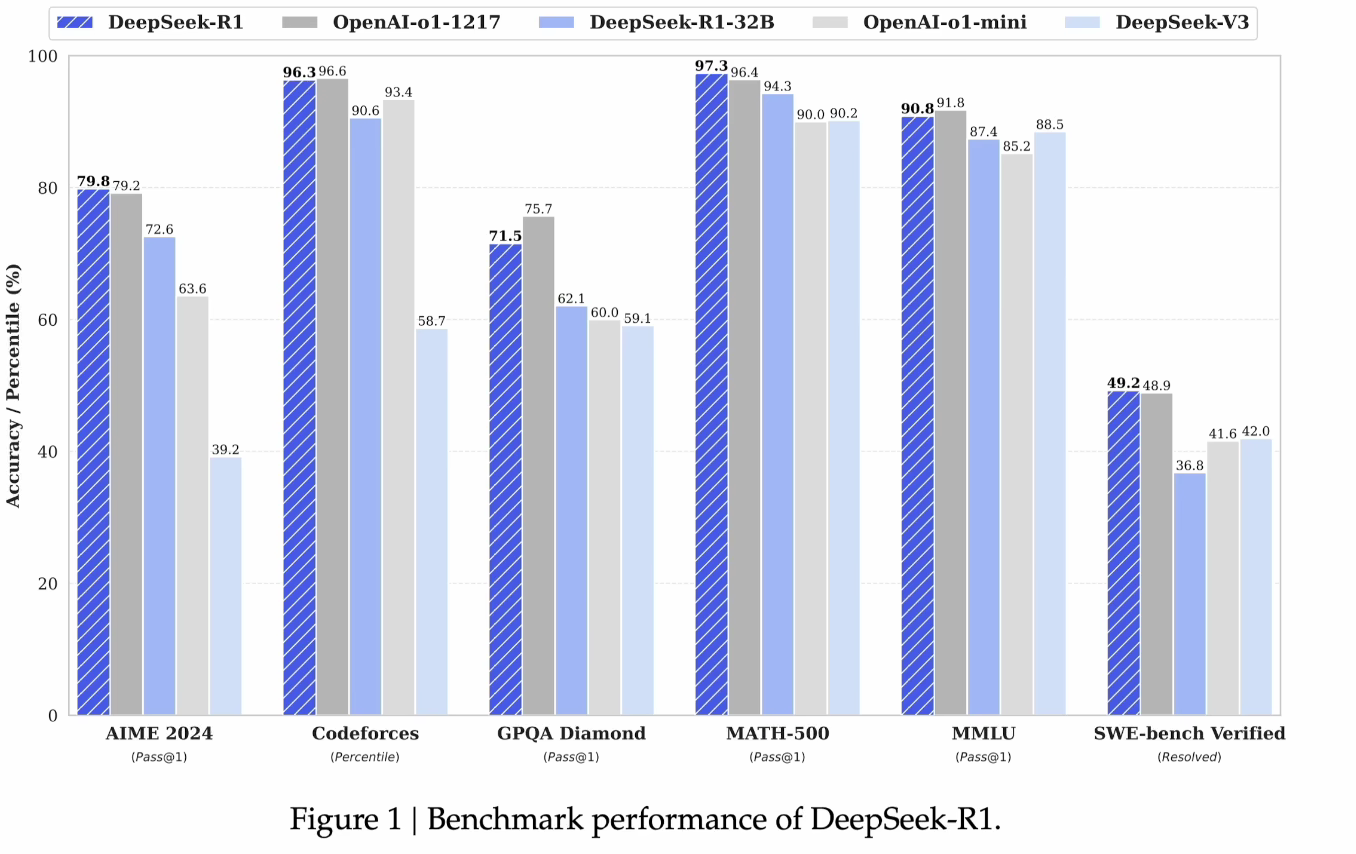 DeepSeek-R1 OpenAI-o1-1217 DeepSeek-R1-32B OpenAI-o1-mini DeepSeek-V3
Accuracy / Percentile (%)
100
80
60
40
20
0
79.8 79.2 72.6 63.6 39.2
96.3 96.6 90.6 93.4 58.7
71.5 75.7 62.1 60.0 59.1
97.3 96.4 94.3 90.0 90.2
90.8 91.8 87.4 85.2 88.5
49.2 48.9 36.8 41.6 42.0
AIME 2024 Codeforces GPQA Diamond MATH-500 MMLU SWE-bench Verified
(Pass@1) (Percentile) (Pass@1) (Pass@1) (Pass@1) (Resolved)
Figure 1 | Benchmark performance of DeepSeek-R1.